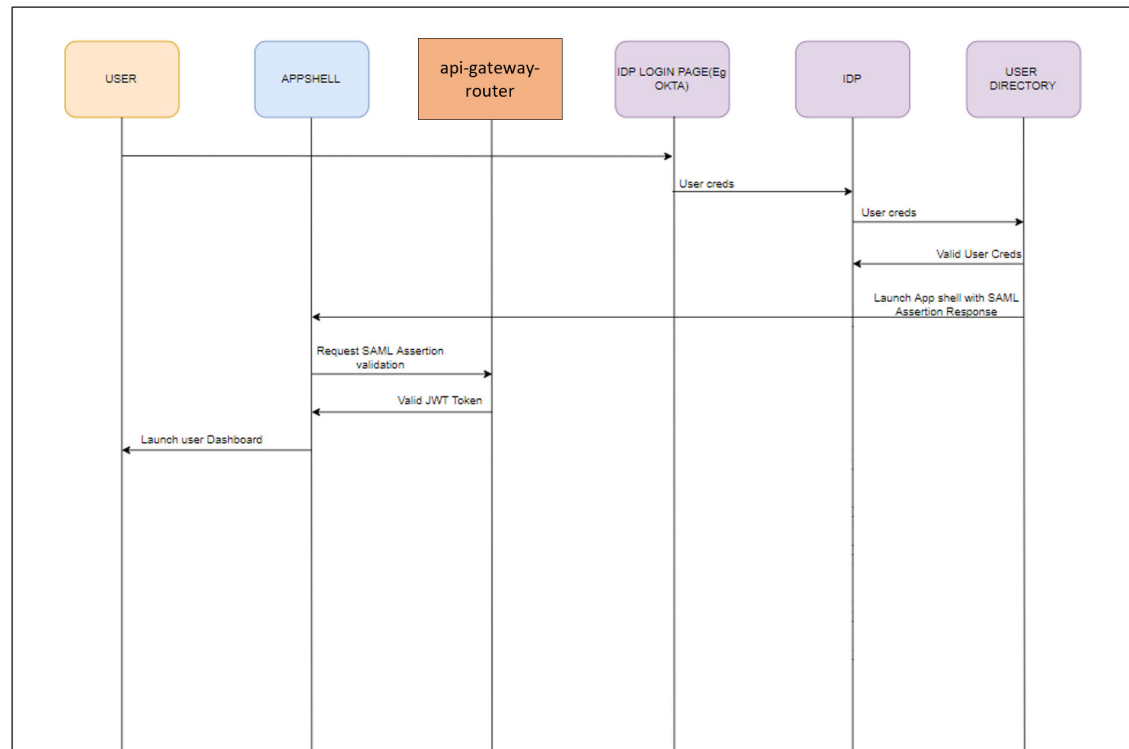 USER
APPSHELL
api-gateway-
router
IDP LOGIN PAGE(Eg
OKTA)
IDP
USER
DIRECTORY
User creds
User creds
Valid User Creds
Launch App shell with SAML
Assertion Response
Request SAML Assertion
validation
Valid JWT Token
Launch user Dashboard